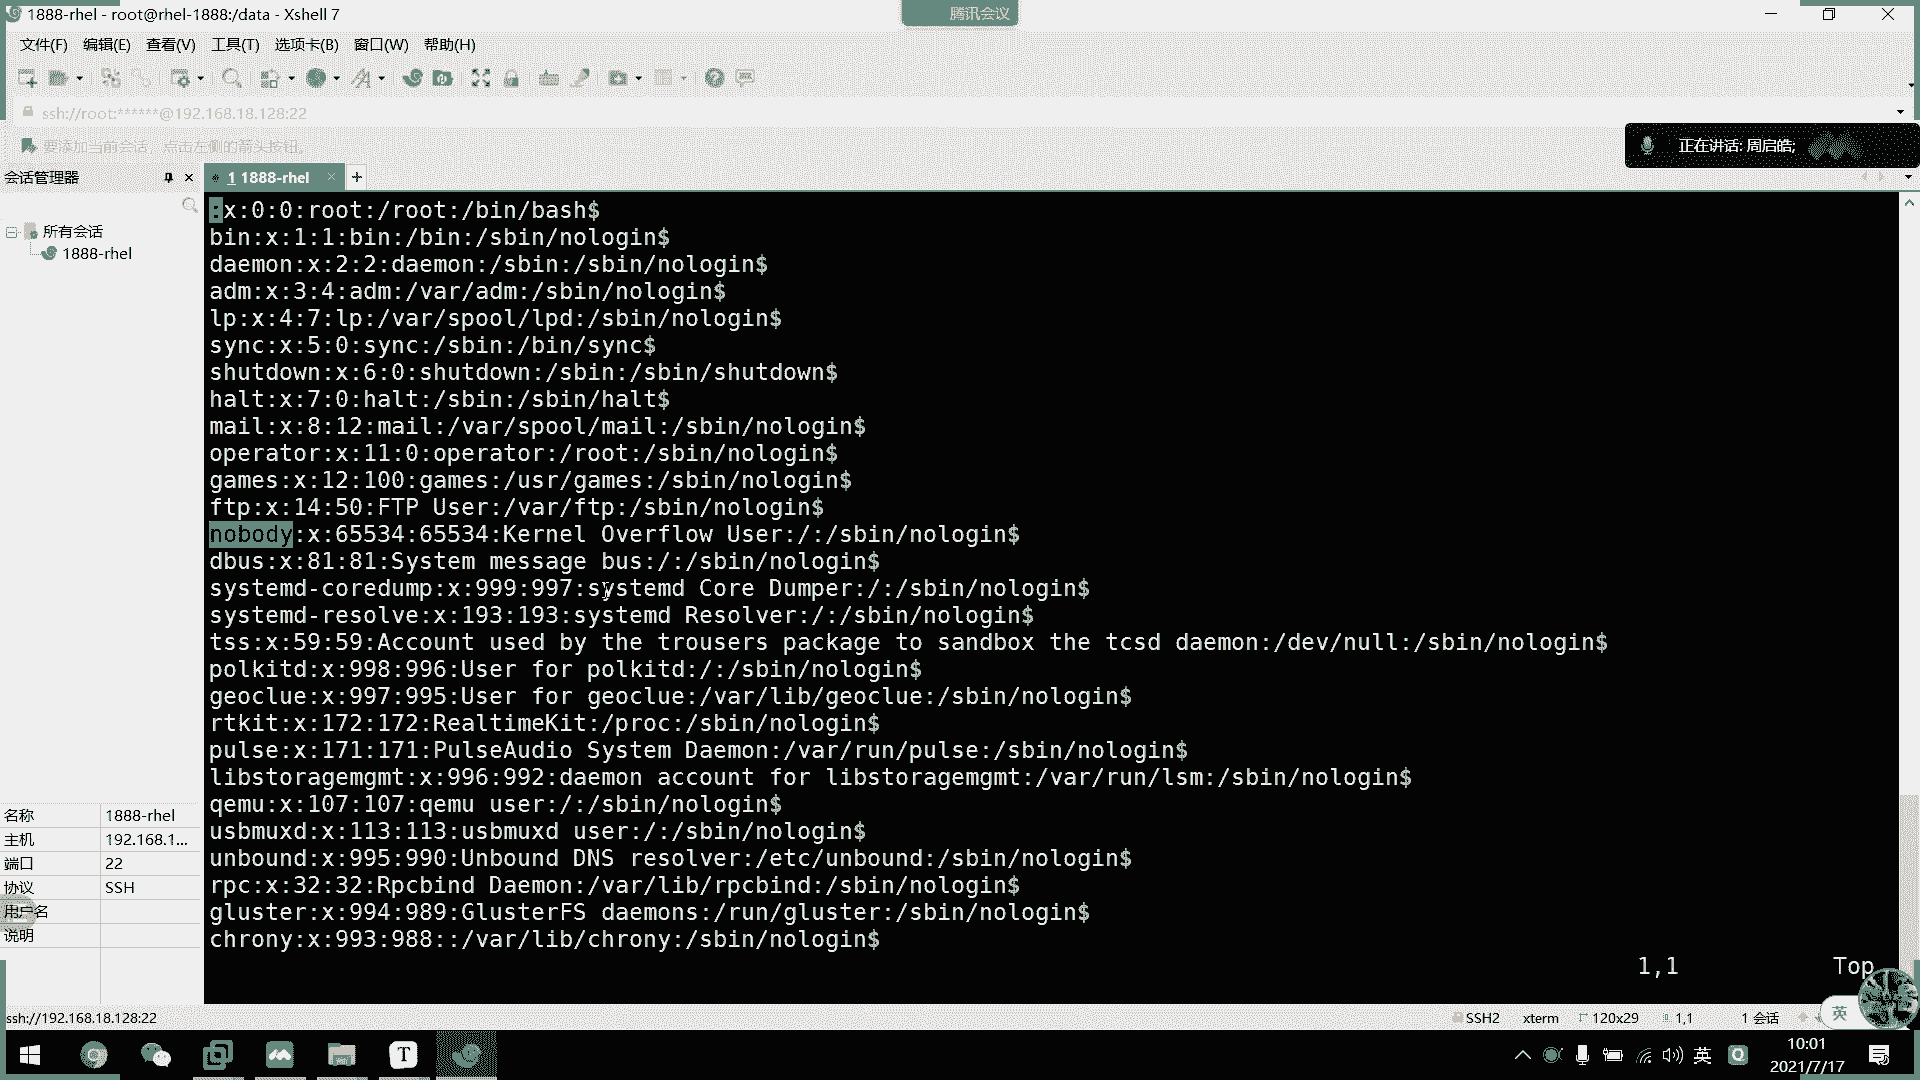 1888-rhel - root@rhel-1888:/data - Xshell 7
腾讯会议
文件(F) 编辑(E) 查看(V) 工具(T) 选项卡(B) 窗口(W) 帮助(H)
ssh://root:******@192.168.18.128:22
要添加当前会话，点击左侧的箭头按钮。
正在讲话: 周启皓;
会话管理器
1 1888-rhel
所有会话
1888-rhel
:x:0:0:root:/root:/bin/bash$
bin:x:1:1:bin:/bin:/sbin/nologin$
daemon:x:2:2:daemon:/sbin:/sbin/nologin$
adm:x:3:4:adm:/var/adm:/sbin/nologin$
lp:x:4:7:lp:/var/spool/lpd:/sbin/nologin$
sync:x:5:0:sync:/sbin:/bin/sync$
shutdown:x:6:0:shutdown:/sbin:/sbin/shutdown$
halt:x:7:0:halt:/sbin:/sbin/halt$
mail:x:8:12:mail:/var/spool/mail:/sbin/nologin$
operator:x:11:0:operator:/root:/sbin/nologin$
games:x:12:100:games:/usr/games:/sbin/nologin$
ftp:x:14:50:FTP User:/var/ftp:/sbin/nologin$
nobody:x:65534:65534:Kernel Overflow User:/:/sbin/nologin$
dbus:x:81:81:System message bus:/:/sbin/nologin$
systemd-coredump:x:999:997:systemd Core Dumper:/:/sbin/nologin$
systemd-resolve:x:193:193:systemd Resolver:/:/sbin/nologin$
tss:x:59:59:Account used by the trousers package to sandbox the tcsd daemon:/dev/null:/sbin/nologin$
polkitd:x:998:996:User for polkitd:/:/sbin/nologin$
geoclue:x:997:995:User for geoclue:/var/lib/geoclue:/sbin/nologin$
rtkit:x:172:172:RealtimeKit:/proc:/sbin/nologin$
pulse:x:171:171:PulseAudio System Daemon:/var/run/pulse:/sbin/nologin$
libstoragemgmt:x:996:992:daemon account for libstoragemgmt:/var/run/lsm:/sbin/nologin$
qemu:x:107:107:qemu user:/:/sbin/nologin$
usbmuxd:x:113:113:usbmuxd user:/:/sbin/nologin$
unbound:x:995:990:Unbound DNS resolver:/etc/unbound:/sbin/nologin$
rpc:x:32:32:Rpcbind Daemon:/var/lib/rpcbind:/sbin/nologin$
gluster:x:994:989:GlusterFS daemons:/run/gluster:/sbin/nologin$
chrony:x:993:988::/var/lib/chrony:/sbin/nologin$
1,1 Top
名称 1888-rhel
主机 192.168.1...
端口 22
协议 SSH
用户名
说明
ssh://192.168.18.128:22
SSH2 xterm 120x29 1,1 1 会话
英
英
10:01
2021/7/17